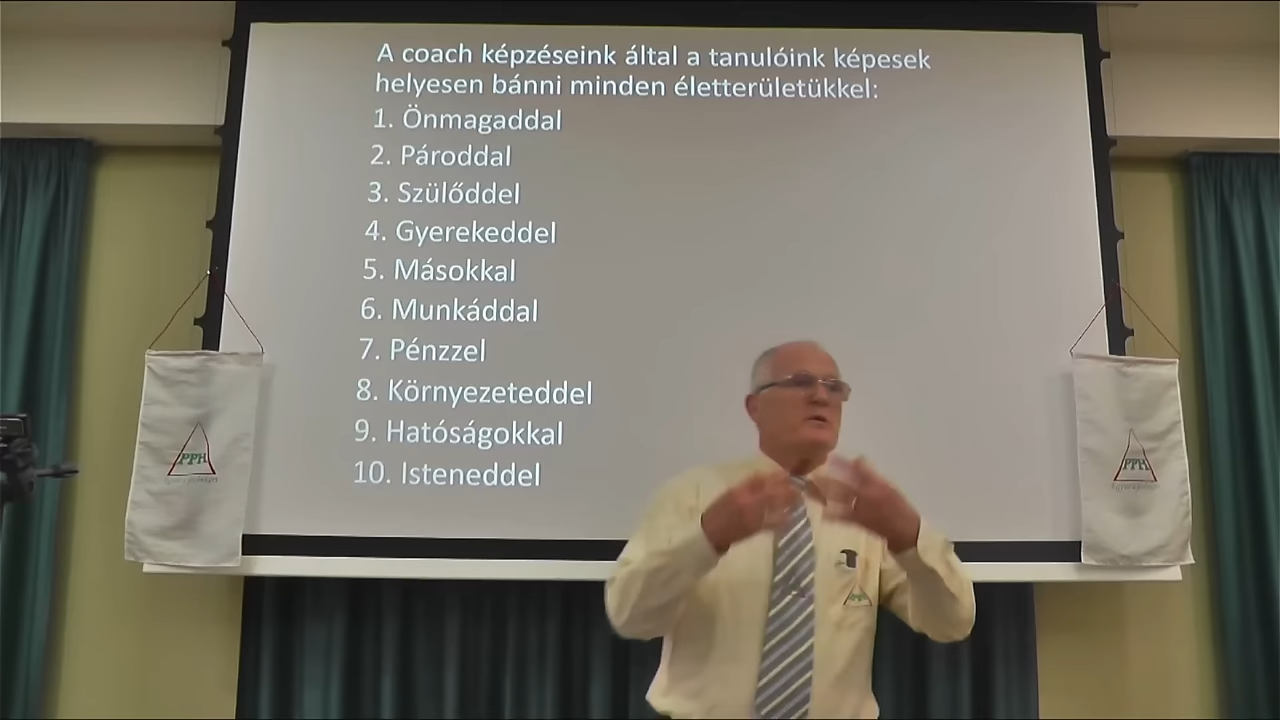 A coach képzéseink által a tanulóink képesek
helyesen bánni minden életterületükkel:
1. Önmagaddal
2. Pároddal
3. Szülőddel
4. Gyerekeddel
5. Másokkal
6. Munkáddal
7. Pénzzel
8. Környezeteddel
9. Hatóságokkal
10. Isteneddel
PPH
PPH